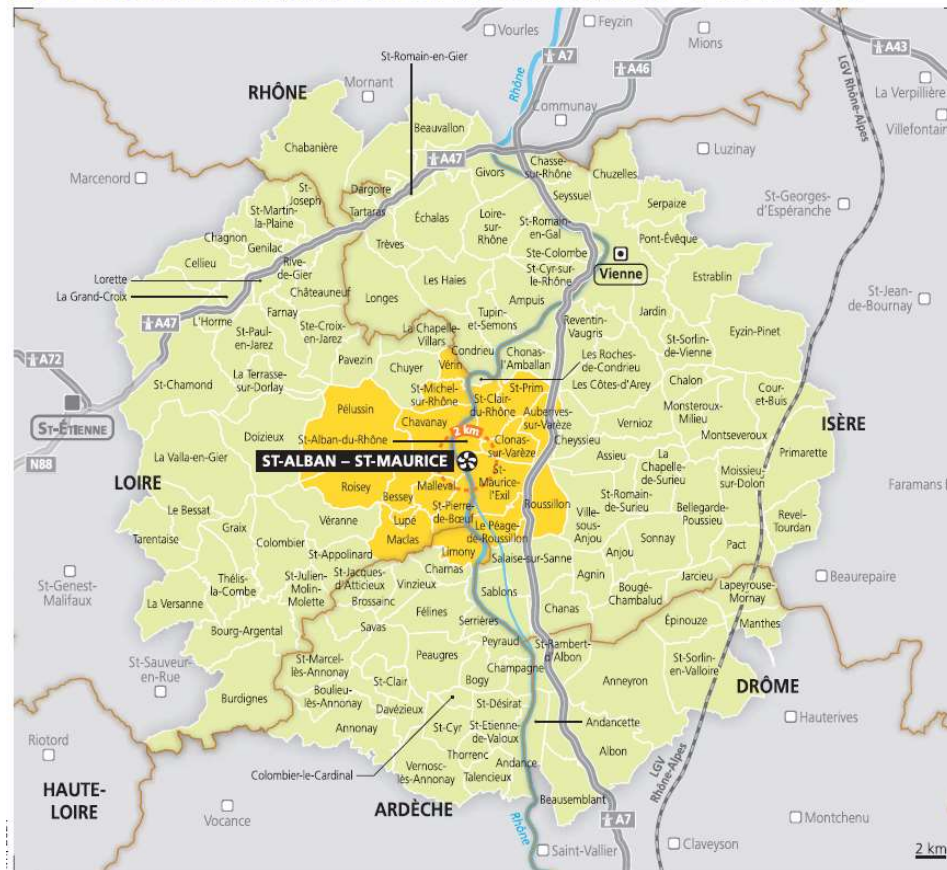 Vourles
Feyzin
A7
Mions
A43
St-Romain-en-Gier
A46
LGV Rhône-Alpes
La Verpillière
RHÔNE
Mornant
Rhône
Communay
Villefontain
Beauvallon
Chabanière
A47
Luzinay
Givors
Chasse-
sur-Rhône
Chuzelles
Marcenord
St-
Joseph
Dargoire
Tartaras
Seyssuel
Serpaize
St-Georges-
d'Espéranche
St-Martin-
la-Plaine
Échalas
Loire-
sur-
Rhône
St-Romain-
en-Gal
Pont-Évêque
Chagnon
Genilac
Trèves
Ste-Colombe
Cellieu
Rive-
de-Gier
St-Cyr-sur-
le-Rhône
Vienne
Estrablin
Lorette
Les Haies
La Grand-Croix
Châteauneuf
Longes
Ampuis
St-Jean-
de-Bournay
Farnay
Tupin-
et-Semons
Jardin
L'Horme
A47
St-Paul-
en-Jarez
Ste-Croix-
en-Jarez
La Chapelle-
Villars
Reventin-
Vaugris
Eyzin-Pinet
Condrieu
Chonas-
l'Amballan
St-Sorlin-
de-Vienne
A72
Pavezin
Chuyer
Vérin
Les Roches-
de-Condrieu
La Terrasse-
sur-Dorlay
St-Chamond
St-Michel-
sur-Rhône
St-Prim
Les Côtes-d'Arey
Chalon
Cour-
et-Buis
Pélussin
St-Clair-
du-Rhône
Monsteroux-
Milieu
Chavanay
Auberives-
sur-Varèze
Vernioz
ISÈRE
ST-ÉTIENNE
Doizieux
St-Alban-du-Rhône
2 km
Clonas-
sur-Varèze
Cheyssieu
Montseveroux
Primarette
N88
La Valla-en-Gier
ST-ALBAN – ST-MAURICE
Assieu
La
Chapelle-
de-Surieu
Moissieu-
sur-Dolon
LOIRE
Roisey
Malleval
St-
Maurice-
l'Exil
Faramans
Bessey
Roussillon
St-Romain-
de-Surieu
Le Bessat
St-Pierre-
de-Bœuf
Bellegarde-
Poussieu
Revel-
Tourdan
Véranne
Lupé
Le Péage-
de-Roussillon
Ville-
sous-
Anjou
Tarentaise
Graix
Maclas
Sonnay
Colombier
Pact
St-Appolinard
Limony
Salaise-sur-Sanne
Anjou
St-Genest-
Malifaux
Thélis-
la-Combe
St-Julien-
Molin-
Molette
St-Jacques-
d'Atticieux
Charnas
Agnin
Jarcieu
Beaurepaire
Vinzieux
Sablons
Bougé-
Chambalud
Lapeyrouse-
Mornay
La Versanne
Brossainc
Félines
Serrières
Chanas
Épinouze
Manthes
Bourg-Argental
Savas
Peyraud
St-Rambert-
d'Albon
St-Sauveur-
en-Rue
St-Marcel-
lès-Annonay
Peaugres
Champagne
St-Sorlin-
en-Valloire
St-Clair
Bogy
Anneyron
DRÔME
Burdignes
Boulieu-
lès-Annonay
Davézieux
St-Désirat
Hauterives
Annonay
St-Cyr
St-Etienne-
de-Valoux
Andancette
Riotord
Colombier-le-Cardinal
Thorrenc
Andance
Albon
LGV
Rhône-Alpes
Vernosc-
lès-Annonay
Talencieux
HAUTE-
LOIRE
Beausemblant
ARDÈCHE
Vocance
Rhône
A7
Montchenu
Saint-Vallier
Claveyson
2 km